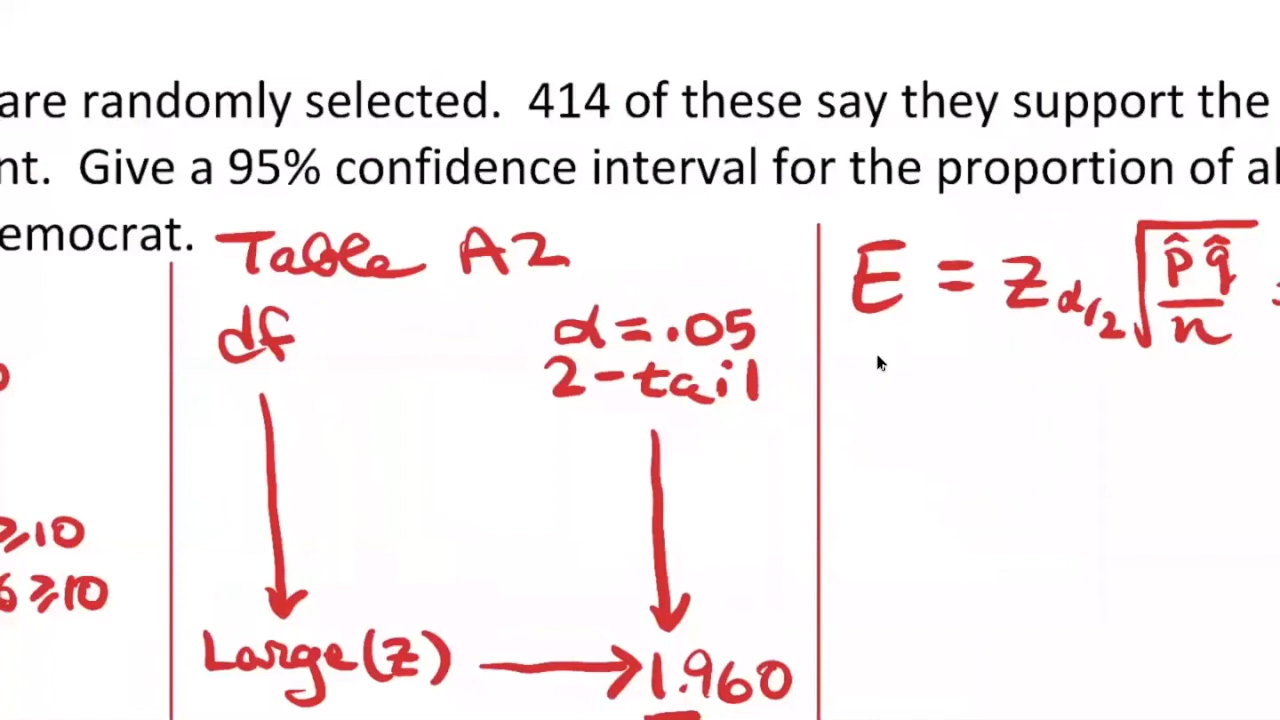 are randomly selected. 414 of these say they support the
nt. Give a 95% confidence interval for the proportion of al
emocrat.
Table A2
df
α = .05
2-tail
E = z α/2 √(p̂ q̂ / n)
≥10
6 ≥10
Large(z) → 1.960